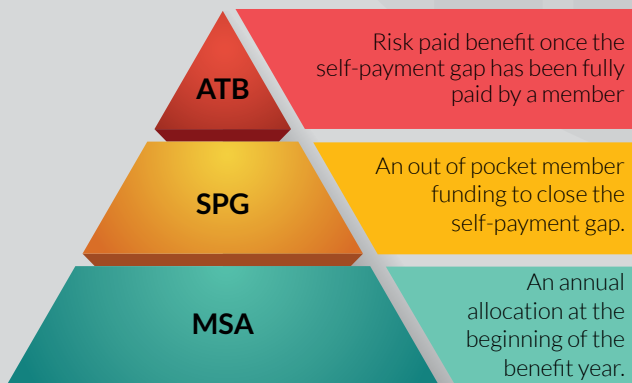 ATB
Risk paid benefit once the
self-payment gap has been fully
paid by a member
SPG
An out of pocket member
funding to close the
self-payment gap.
MSA
An annual
allocation at the
beginning of the
benefit year.